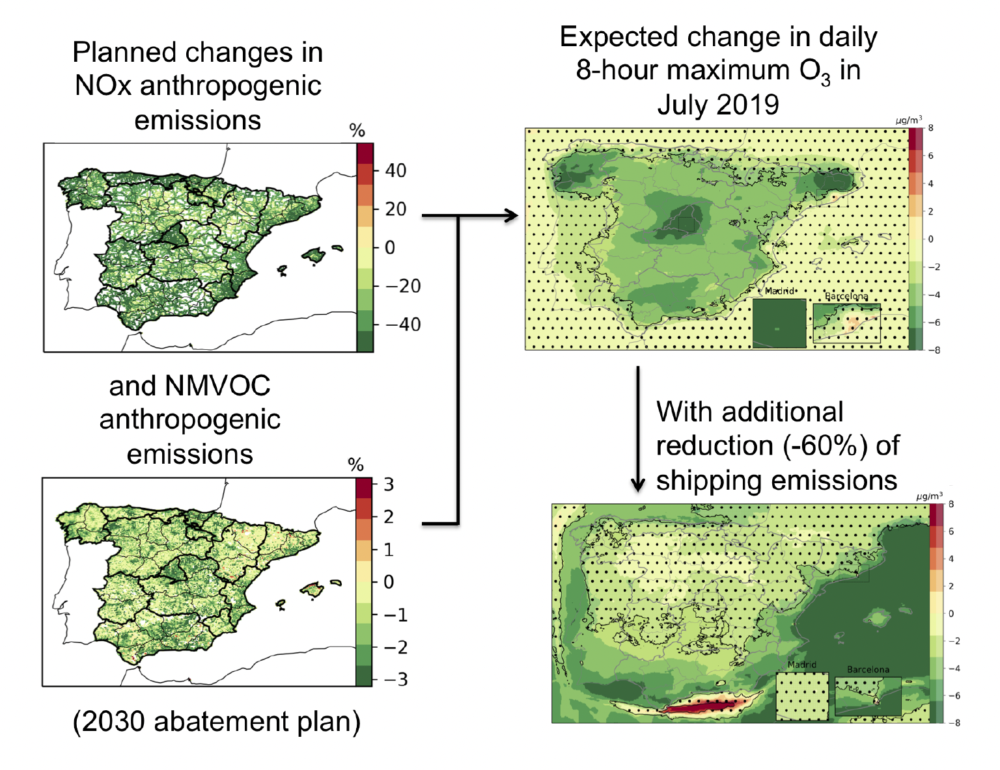 Planned changes in
NOx anthropogenic
emissions
%
40
20
0
−20
−40
and NMVOC
anthropogenic
emissions
%
3
2
1
0
−1
−2
−3
(2030 abatement plan)
Expected change in daily
8-hour maximum O3 in
July 2019
μg/m³
8
6
4
2
0
−2
−4
−6
−8
Madrid
Barcelona
With additional
reduction (-60%) of
shipping emissions
μg/m³
8
6
4
2
0
−2
−4
−6
−8
Madrid
Barcelona